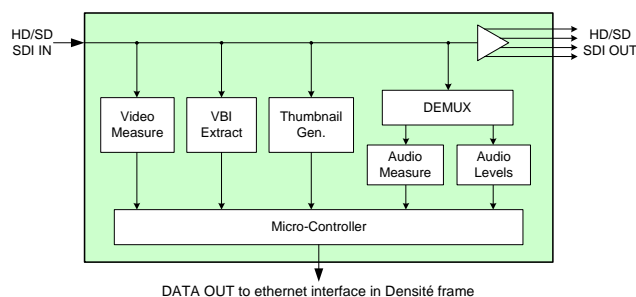 HD/SD
SDI IN
HD/SD
SDI OUT
Video
Measure
VBI
Extract
Thumbnail
Gen.
DEMUX
Audio
Measure
Audio
Levels
Micro-Controller
DATA OUT to ethernet interface in Densité frame